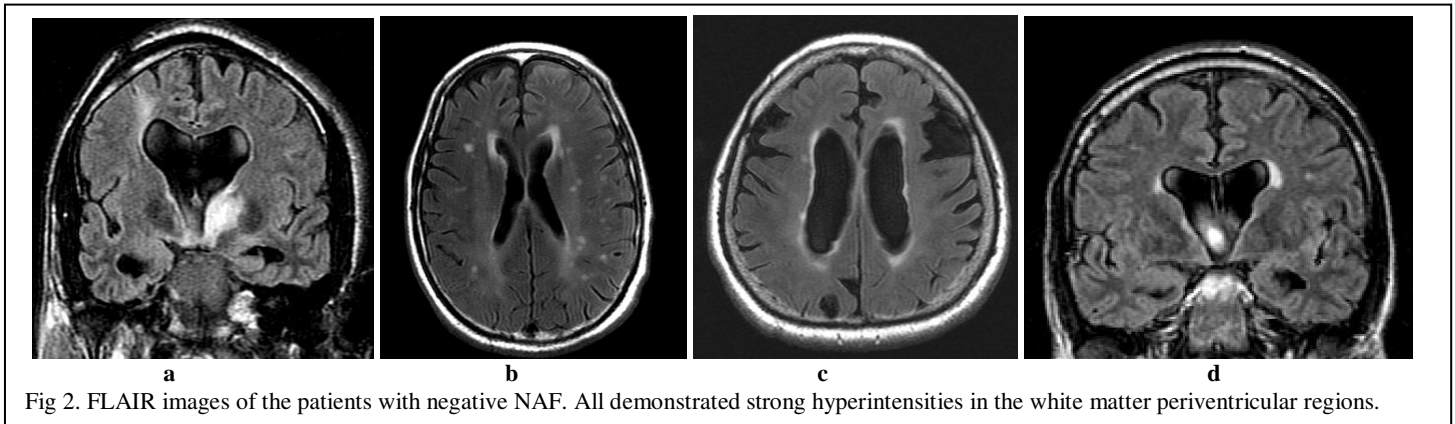 a b c d
Fig 2. FLAIR images of the patients with negative NAF. All demonstrated strong hyperintensities in the white matter periventricular regions.